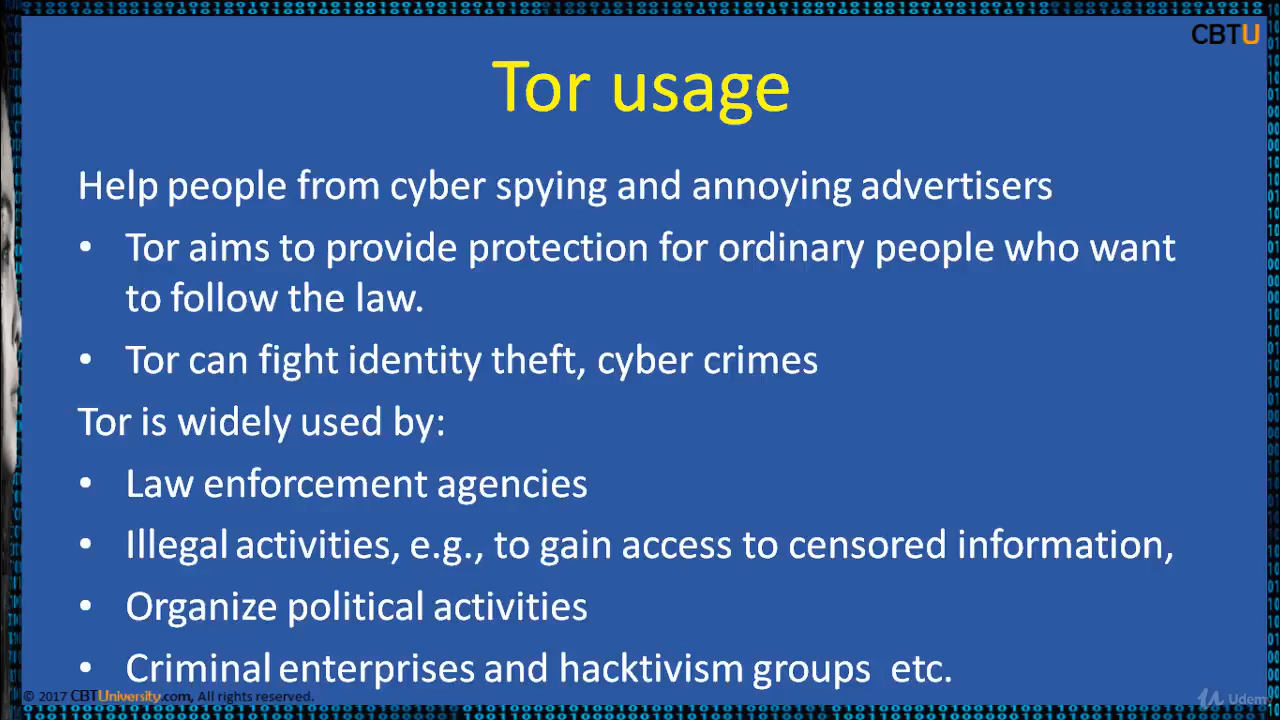 CBTU
Tor usage
Help people from cyber spying and annoying advertisers
• Tor aims to provide protection for ordinary people who want
to follow the law.
• Tor can fight identity theft, cyber crimes
Tor is widely used by:
• Law enforcement agencies
• Illegal activities, e.g., to gain access to censored information,
• Organize political activities
• Criminal enterprises and hacktivism groups etc.
© 2017 CBTUniversity.com, All rights reserved.
Udemy